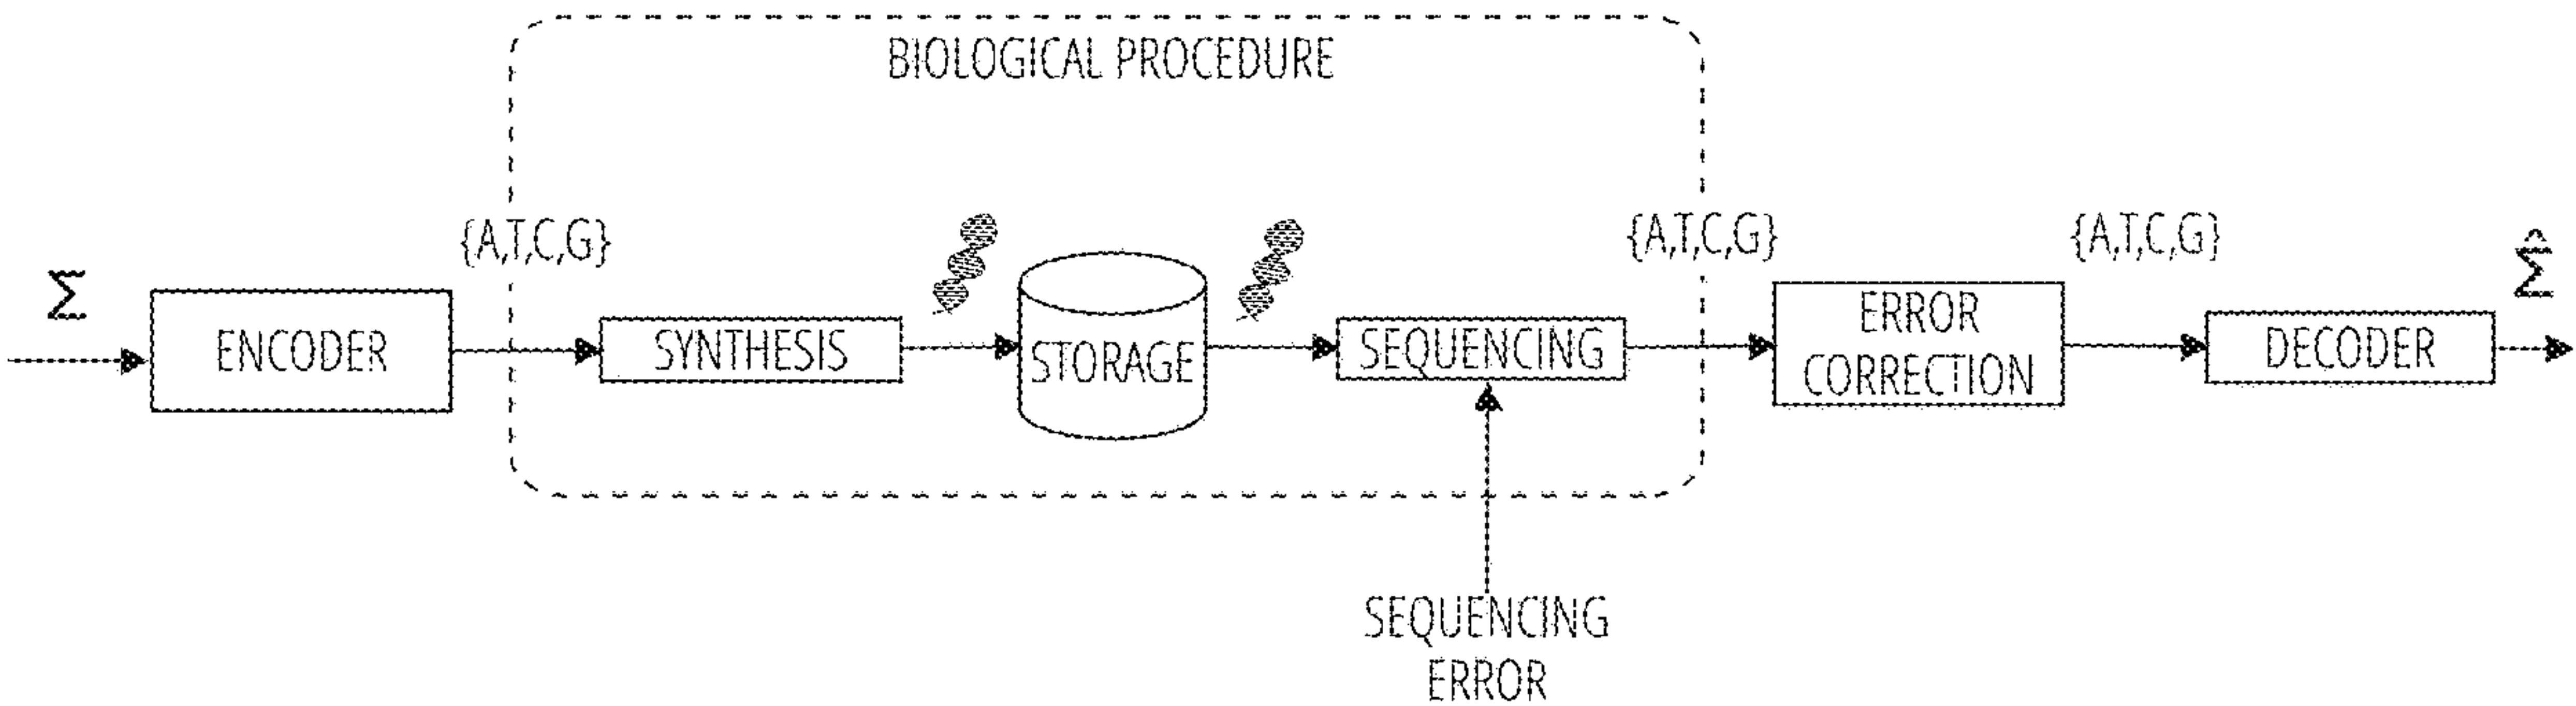 BIOLOGICAL PROCEDURE
{A,T,C,G}
{A,T,C,G}
{A,T,C,G}
Σ
Σ̂
ENCODER
SYNTHESIS
STORAGE
SEQUENCING
ERROR
CORRECTION
DECODER
SEQUENCING
ERROR